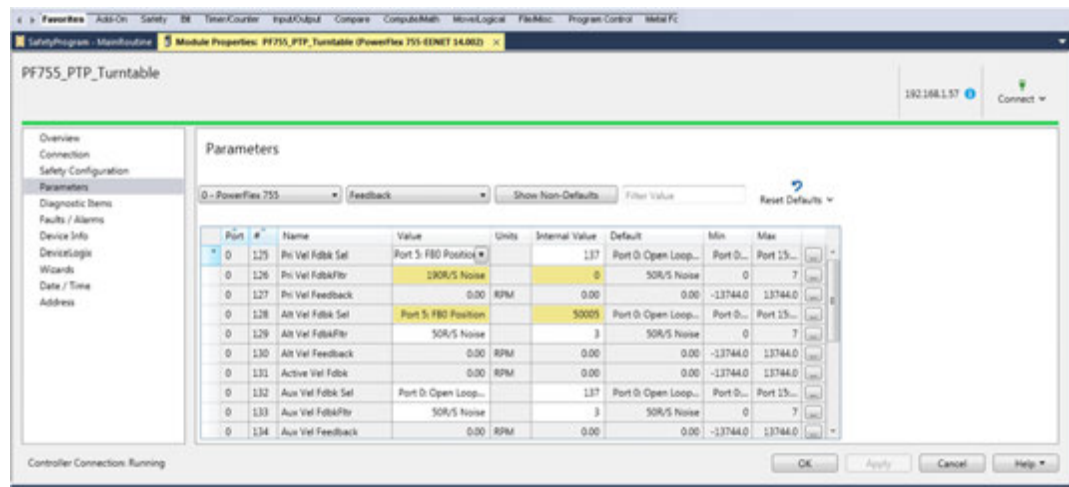 Favorites Add-On Safety Bit Timer/Counter Input/Output Compare Compute/Math Move/Logical File/Misc. Program Control Metal Fc
SafetyProgram - MainRoutine Module Properties: PF755_PTP_Turntable (PowerFlex 755-EENET 14.002) ×
PF755_PTP_Turntable
192.168.1.57 Connect
Overview
Connection
Safety Configuration
Parameters
Diagnostic Items
Faults / Alarms
Device Info
DeviceLogix
Wizards
Date / Time
Address
Parameters
0 - PowerFlex 755 Feedback Show Non-Defaults Filter Value Reset Defaults
Port # Name Value Units Internal Value Default Min Max
* 0 125 Pri Vel Fdbk Sel Port 5: FB0 Position 137 Port 0: Open Loop... Port 0... Port 15:... ...
0 126 Pri Vel FdbkFltr 190R/S Noise 0 50R/S Noise 0 7 ...
0 127 Pri Vel Feedback 0.00 RPM 0.00 0.00 -13744.0 13744.0 ...
0 128 Alt Vel Fdbk Sel Port 5: FB0 Position 50005 Port 0: Open Loop... Port 0... Port 15:... ...
0 129 Alt Vel FdbkFltr 50R/S Noise 3 50R/S Noise 0 7 ...
0 130 Alt Vel Feedback 0.00 RPM 0.00 0.00 -13744.0 13744.0 ...
0 131 Active Vel Fdbk 0.00 RPM 0.00 0.00 -13744.0 13744.0 ...
0 132 Aux Vel Fdbk Sel Port 0: Open Loop... 137 Port 0: Open Loop... Port 0... Port 15:... ...
0 133 Aux Vel FdbkFltr 50R/S Noise 3 50R/S Noise 0 7 ...
0 134 Aux Vel Feedback 0.00 RPM 0.00 0.00 -13744.0 13744.0 ...
Controller Connection: Running OK Apply Cancel Help